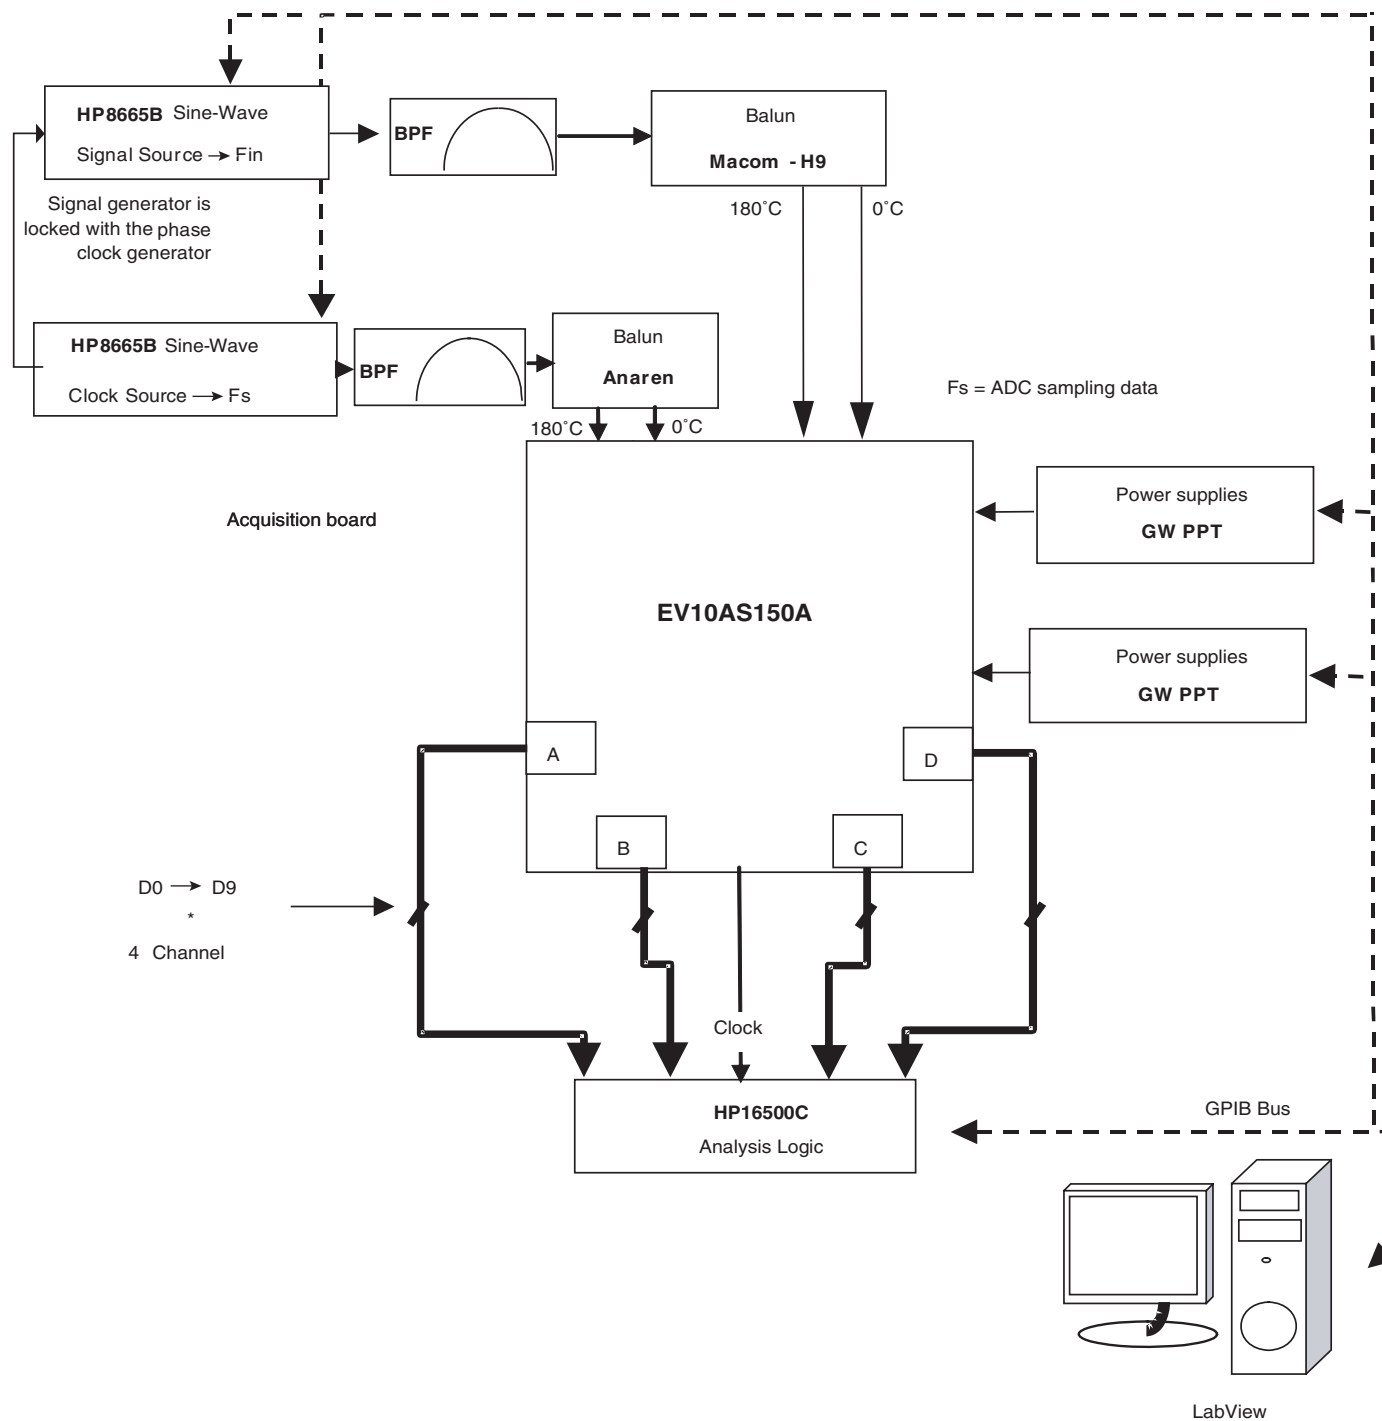 HP8665B Sine-Wave
Signal Source → Fin
BPF
Balun
Macom - H9
180˚C
0˚C
Signal generator is
locked with the phase
clock generator
HP8665B Sine-Wave
Clock Source → Fs
BPF
Balun
Anaren
180˚C
0˚C
Fs = ADC sampling data
Acquisition board
Power supplies
GW PPT
EV10AS150A
Power supplies
GW PPT
A
D
B
C
D0 → D9
*
4 Channel
Clock
HP16500C
Analysis Logic
GPIB Bus
LabView